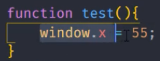 function test(){
window.x = 55;
}